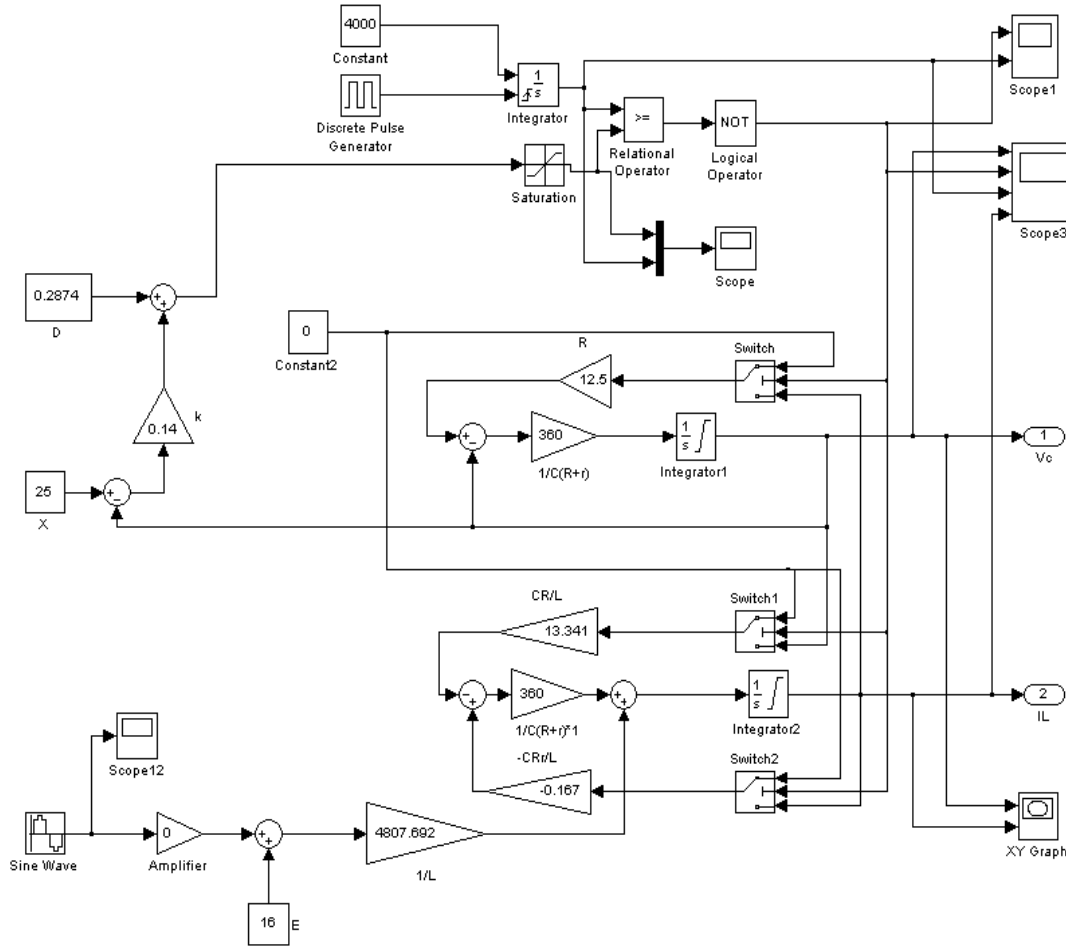 4000
Constant
Discrete Pulse
Generator
1
s
Integrator
>=
Relational
Operator
NOT
Logical
Operator
Scope1
Saturation
Scope3
Scope
0.2874
D
+
+
0
Constant2
R
12.5
Switch
k
0.14
+
−
360
1/C(R+r)
1
s
Integrator1
1
Vc
25
X
+
−
CR/L
13.341
Switch1
−
+
360
1/C(R+r)*1
+
+
1
s
Integrator2
2
IL
Scope12
-CRr/L
-0.167
Switch2
Sine Wave
0
Amplifier
+
+
4807.692
1/L
XY Graph
16
E